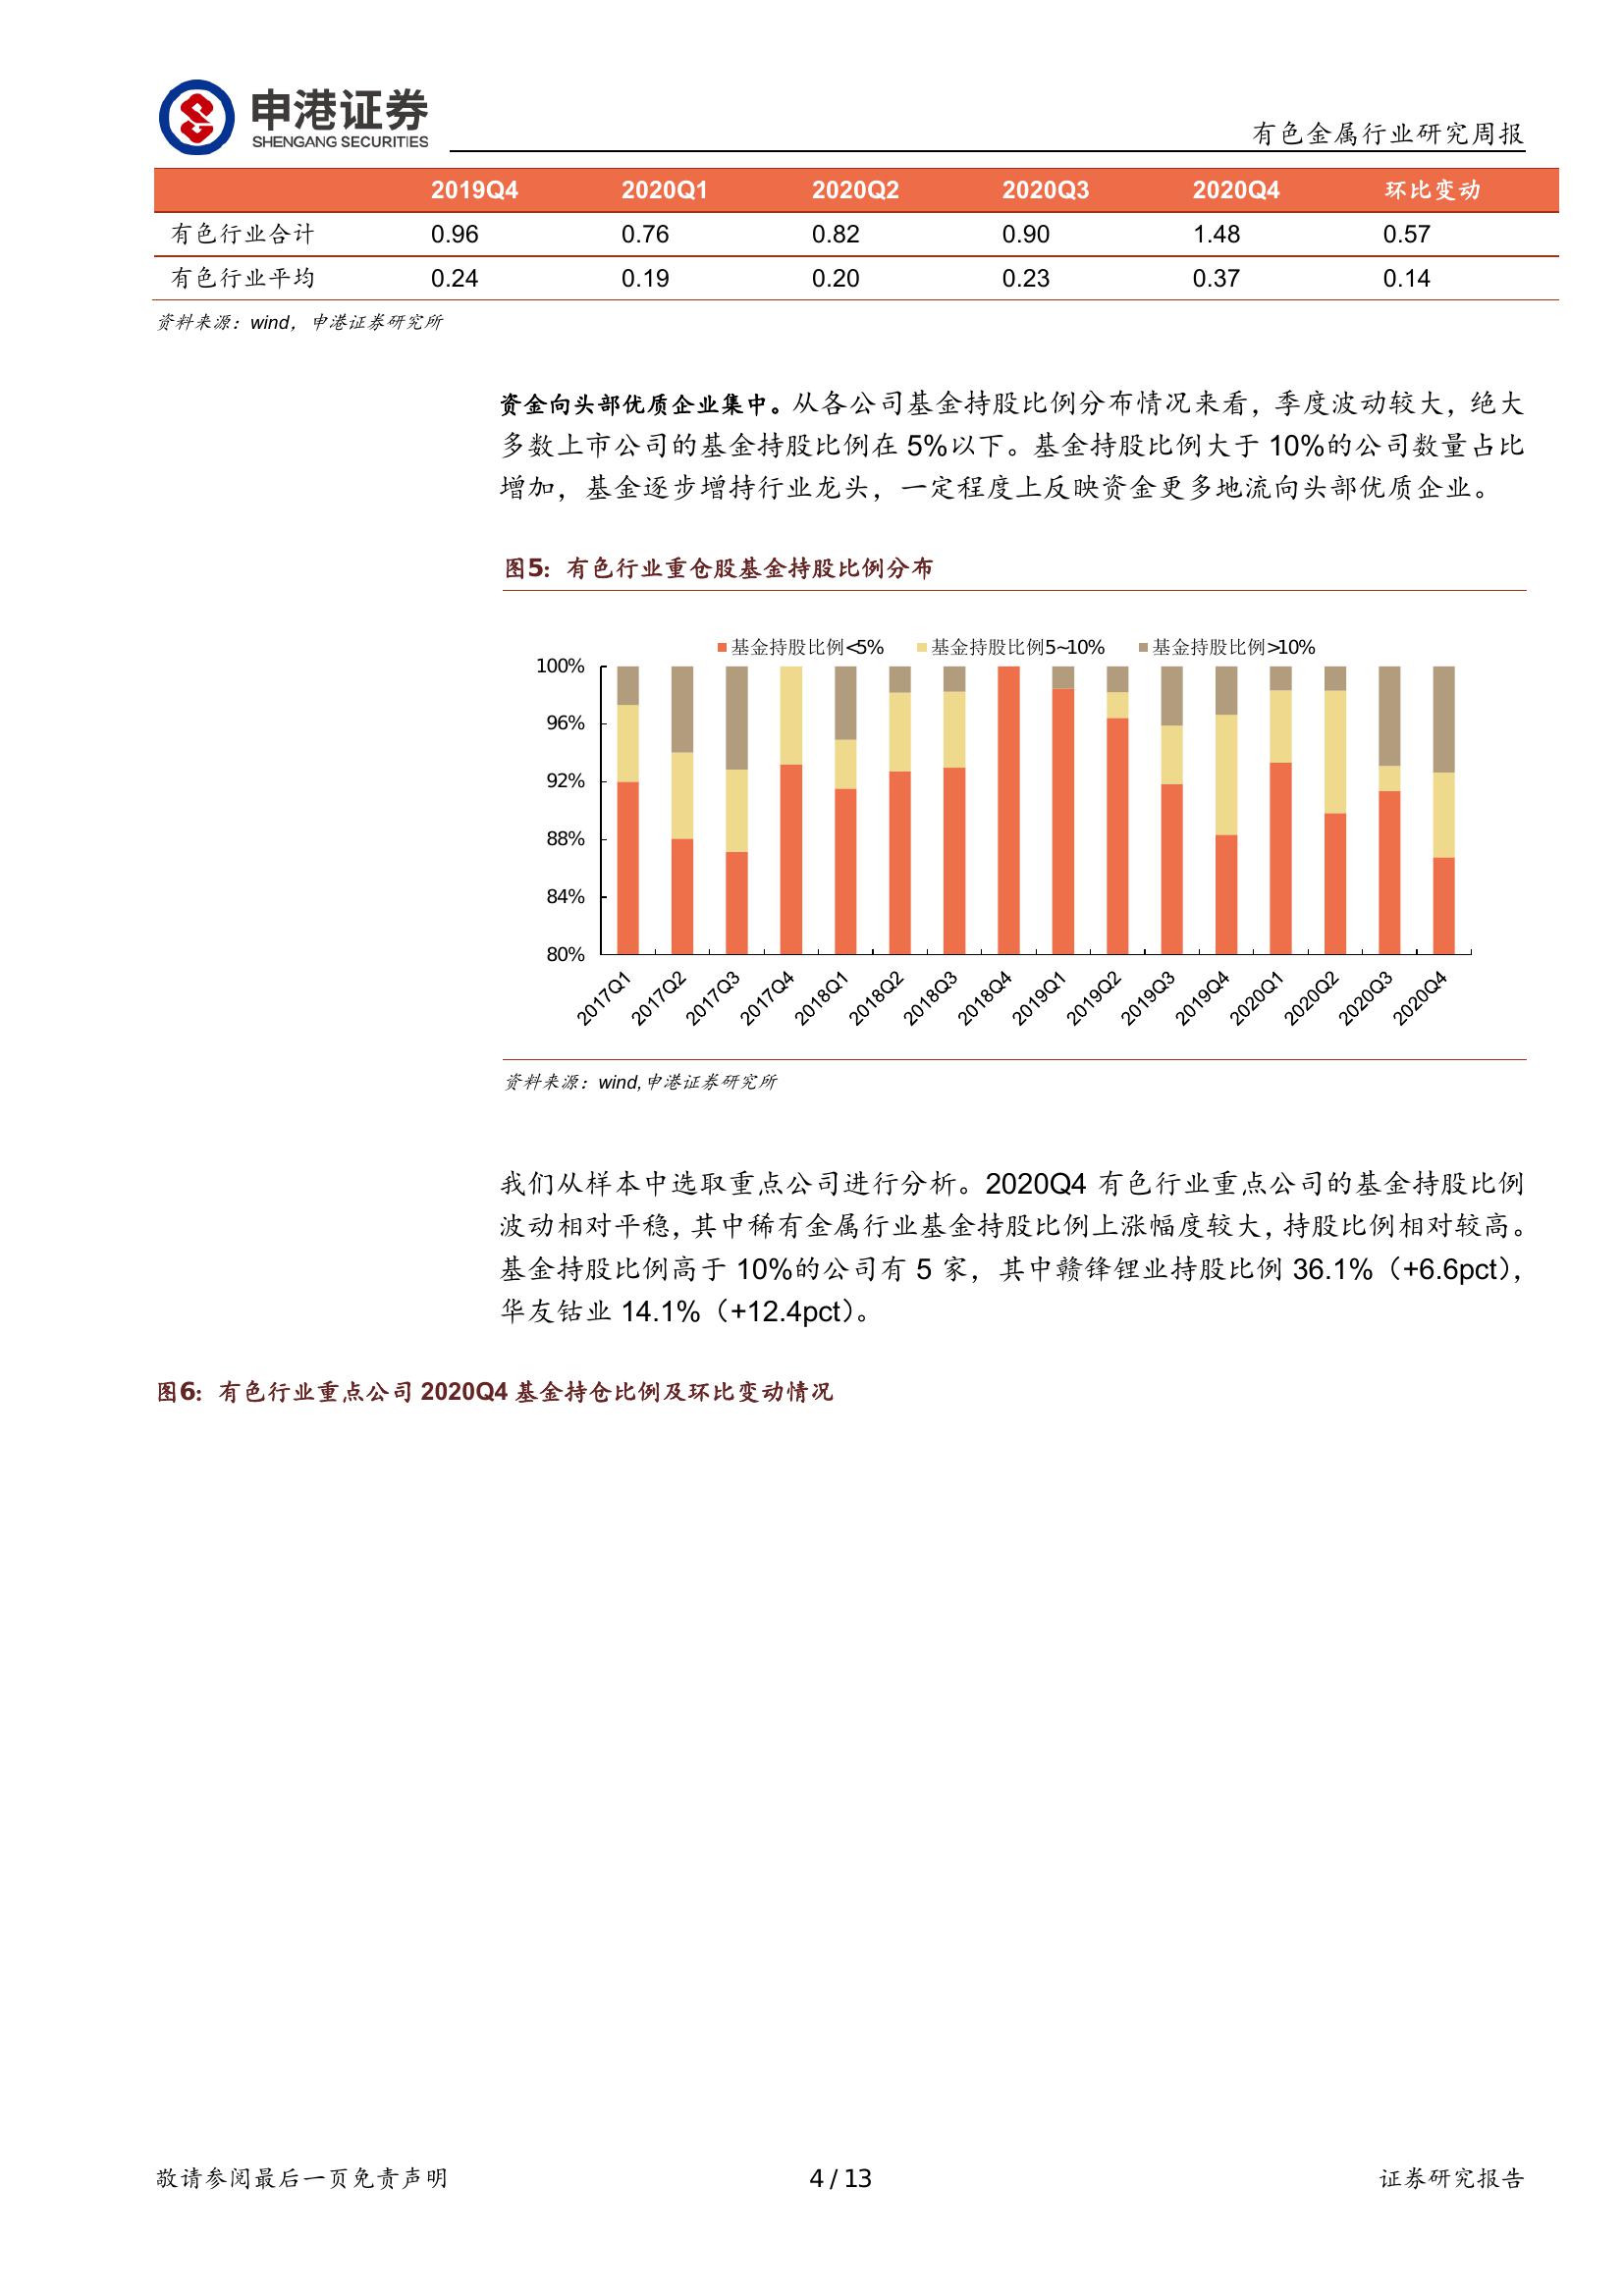 申港证券
SHENGANG SECURITIES
有色金属行业研究周报
2019Q4 2020Q1 2020Q2 2020Q3 2020Q4 环比变动
有色行业合计 0.96 0.76 0.82 0.90 1.48 0.57
有色行业平均 0.24 0.19 0.20 0.23 0.37 0.14
资料来源：wind，申港证券研究所
资金向头部优质企业集中。从各公司基金持股比例分布情况来看，季度波动较大，绝大
多数上市公司的基金持股比例在 5%以下。基金持股比例大于 10%的公司数量占比
增加，基金逐步增持行业龙头，一定程度上反映资金更多地流向头部优质企业。
图5：有色行业重仓股基金持股比例分布
基金持股比例<5% 基金持股比例5~10% 基金持股比例>10%
100%
96%
92%
88%
84%
80%
2017Q1 2017Q2 2017Q3 2017Q4 2018Q1 2018Q2 2018Q3 2018Q4 2019Q1 2019Q2 2019Q3 2019Q4 2020Q1 2020Q2 2020Q3 2020Q4
资料来源：wind,申港证券研究所
我们从样本中选取重点公司进行分析。2020Q4 有色行业重点公司的基金持股比例
波动相对平稳，其中稀有金属行业基金持股比例上涨幅度较大，持股比例相对较高。
基金持股比例高于 10%的公司有 5 家，其中赣锋锂业持股比例 36.1%（+6.6pct），
华友钴业 14.1%（+12.4pct）。
图6：有色行业重点公司 2020Q4 基金持仓比例及环比变动情况
敬请参阅最后一页免责声明 4 / 13 证券研究报告